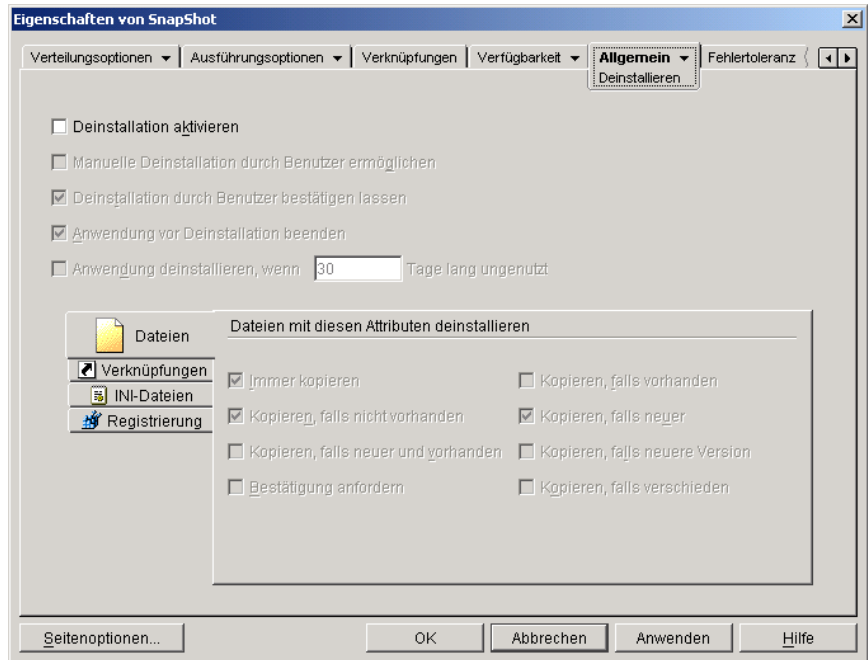 Eigenschaften von SnapShot
Verteilungsoptionen Ausführungsoptionen Verknüpfungen Verfügbarkeit Allgemein Fehlertoleranz
Deinstallieren
Deinstallation aktivieren
Manuelle Deinstallation durch Benutzer ermöglichen
Deinstallation durch Benutzer bestätigen lassen
Anwendung vor Deinstallation beenden
Anwendung deinstallieren, wenn 30 Tage lang ungenutzt
Dateien
Verknüpfungen
INI-Dateien
Registrierung
Dateien mit diesen Attributen deinstallieren
Immer kopieren Kopieren, falls vorhanden
Kopieren, falls nicht vorhanden Kopieren, falls neuer
Kopieren, falls neuer und vorhanden Kopieren, falls neuere Version
Bestätigung anfordern Kopieren, falls verschieden
Seitenoptionen... OK Abbrechen Anwenden Hilfe